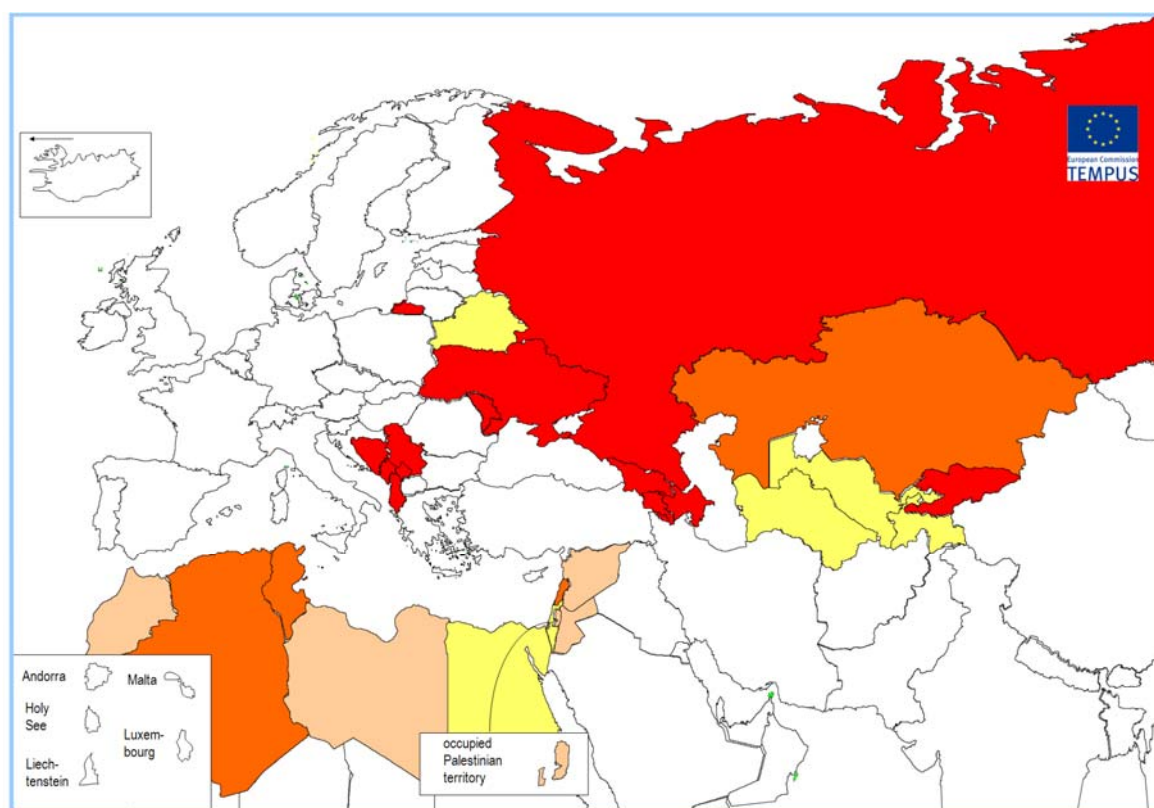 European Commission
TEMPUS
Andorra
Malta
Holy
See
Luxem-
bourg
Liech-
tenstein
occupied
Palestinian
territory